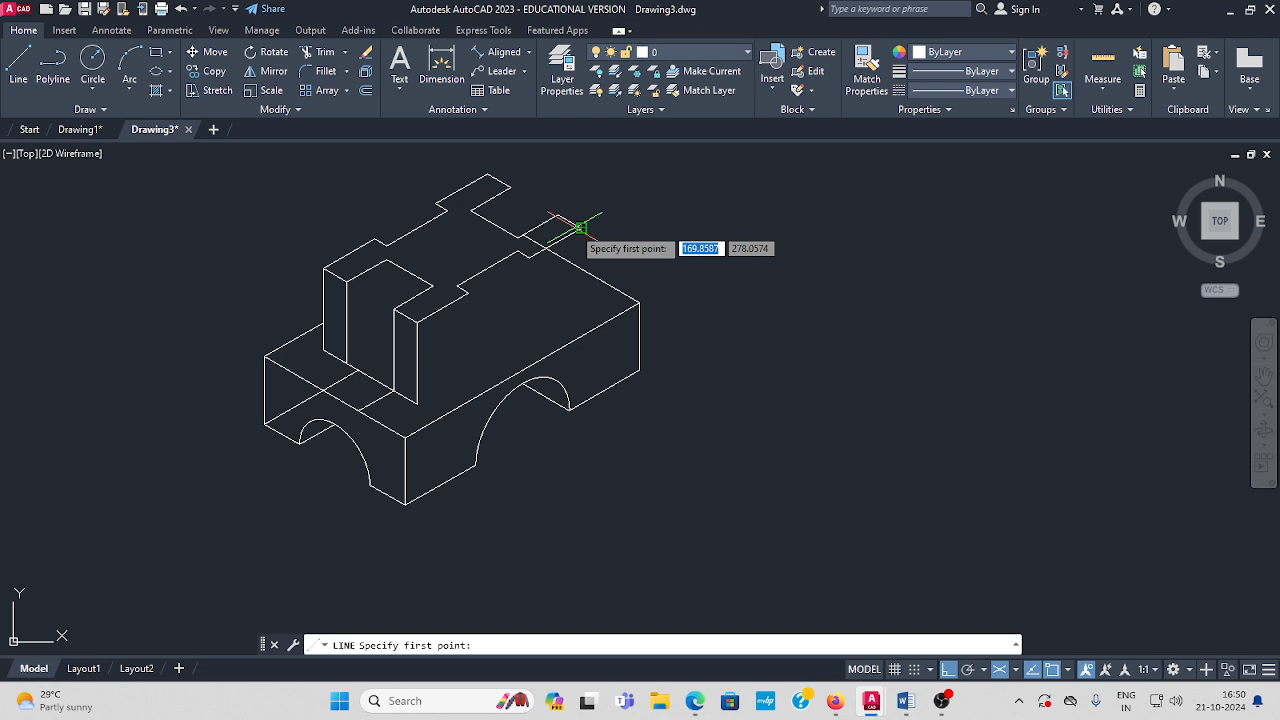 CAD
Share
Autodesk AutoCAD 2023 - EDUCATIONAL VERSION Drawing3.dwg
Type a keyword or phrase
Sign In
Home Insert Annotate Parametric View Manage Output Add-ins Collaborate Express Tools Featured Apps
Line Polyline Circle Arc
Move Rotate Trim
Copy Mirror Fillet
Stretch Scale Array
Text Dimension
Aligned
Leader
Table
Layer Properties
0
Make Current
Match Layer
Insert
Create
Edit
Match Properties
ByLayer
ByLayer
ByLayer
Group
Measure
Paste
Base
Draw Modify Annotation Layers Block Properties Groups Utilities Clipboard View
Start Drawing1* Drawing3*
[−][Top][2D Wireframe]
N
W TOP E
S
WCS
Specify first point: 169.8587 278.0574
Y
X
LINE Specify first point:
Model Layout1 Layout2
MODEL 1:1
29°C
Partly sunny
Search
ENG
IN
16:50
21-10-2024